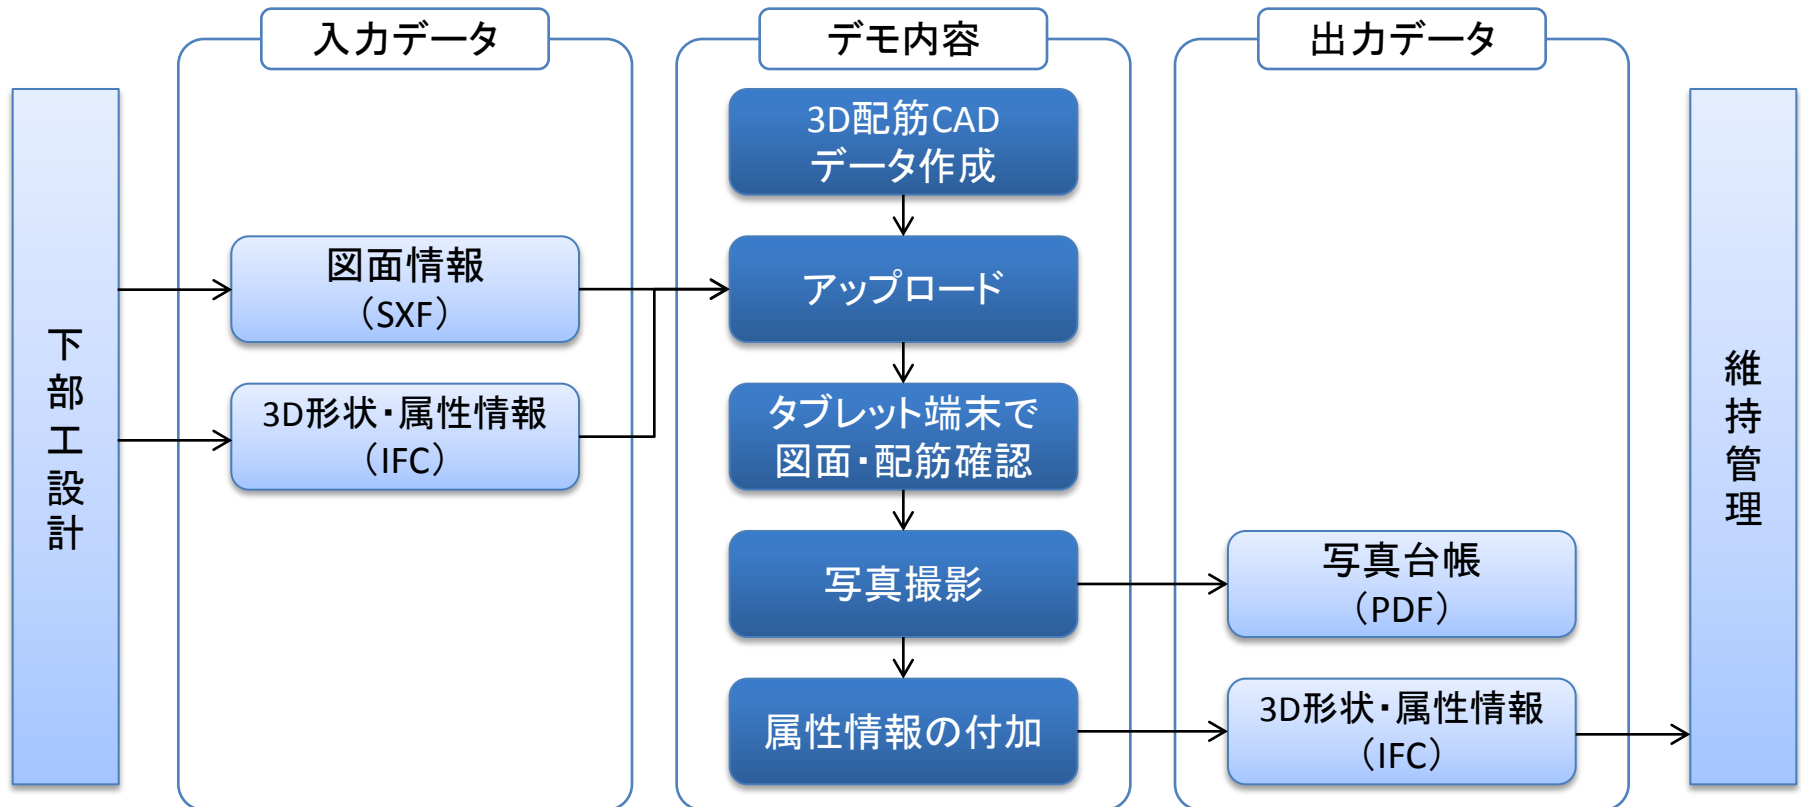 入力データ
デモ内容
出力データ
下部工設計
図面情報
（SXF）
3D形状・属性情報
（IFC）
3D配筋CAD
データ作成
アップロード
タブレット端末で
図面・配筋確認
写真撮影
属性情報の付加
写真台帳
（PDF）
3D形状・属性情報
（IFC）
維持管理